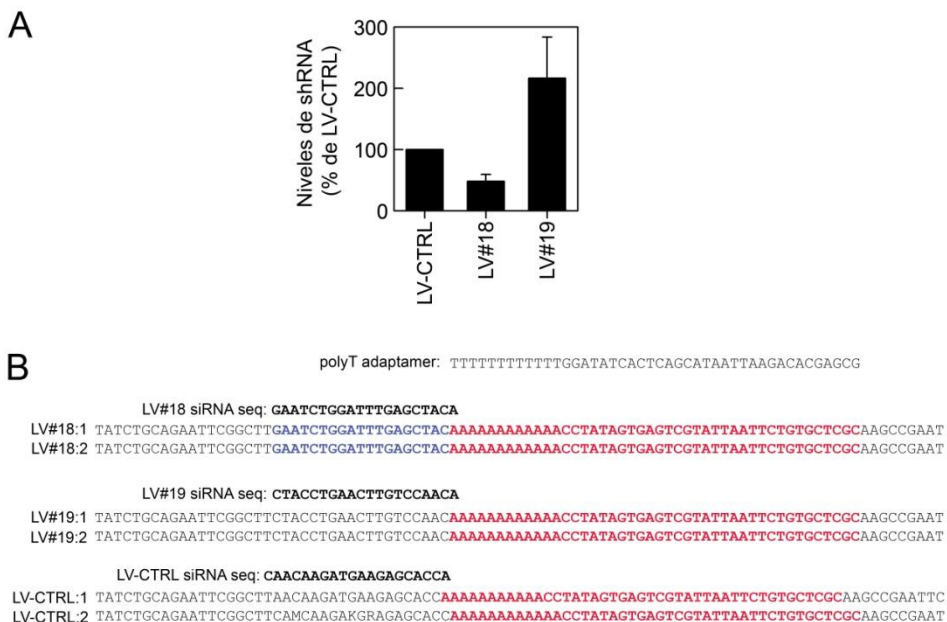 A
300
200
100
0
Niveles de shRNA
(% de LV-CTRL)
LV-CTRL
LV#18
LV#19
B
polyT adaptamer: TTTTTTTTTTTTGGATATCACTCAGCATAATTAAGACACGAGCG
LV#18 siRNA seq: GAATCTGGATTTGAGCTACA
LV#18:1 TATCTGCAGAATTCGGCTTGAATCTGGATTTGAGCTACAAAAAAAAAAAACCTATAGTGAGTCGTATTAATTCTGTGCTCGCAAGCCGAAT
LV#18:2 TATCTGCAGAATTCGGCTTGAATCTGGATTTGAGCTACAAAAAAAAAAAACCTATAGTGAGTCGTATTAATTCTGTGCTCGCAAGCCGAAT
LV#19 siRNA seq: CTACCTGAACTTGTCCAACA
LV#19:1 TATCTGCAGAATTCGGCTTCTACCTGAACTTGTCCAACAAAAAAAAAAAACCTATAGTGAGTCGTATTAATTCTGTGCTCGCAAGCCGAAT
LV#19:2 TATCTGCAGAATTCGGCTTCTACCTGAACTTGTCCAACAAAAAAAAAAAACCTATAGTGAGTCGTATTAATTCTGTGCTCGCAAGCCGAAT
LV-CTRL siRNA seq: CAACAAGATGAAGAGCACCA
LV-CTRL:1 TATCTGCAGAATTCGGCTTAACAAGATGAAGAGCACCAAAAAAAAAAACCTATAGTGAGTCGTATTAATTCTGTGCTCGCAAGCCGAATTC
LV-CTRL:2 TATCTGCAGAATTCGGCTTCAMCAAGAKGRAGAGCACCAAAAAAAAAAAACCTATAGTGAGTCGTATTAATTCTGTGCTCGCAAGCCGAAT